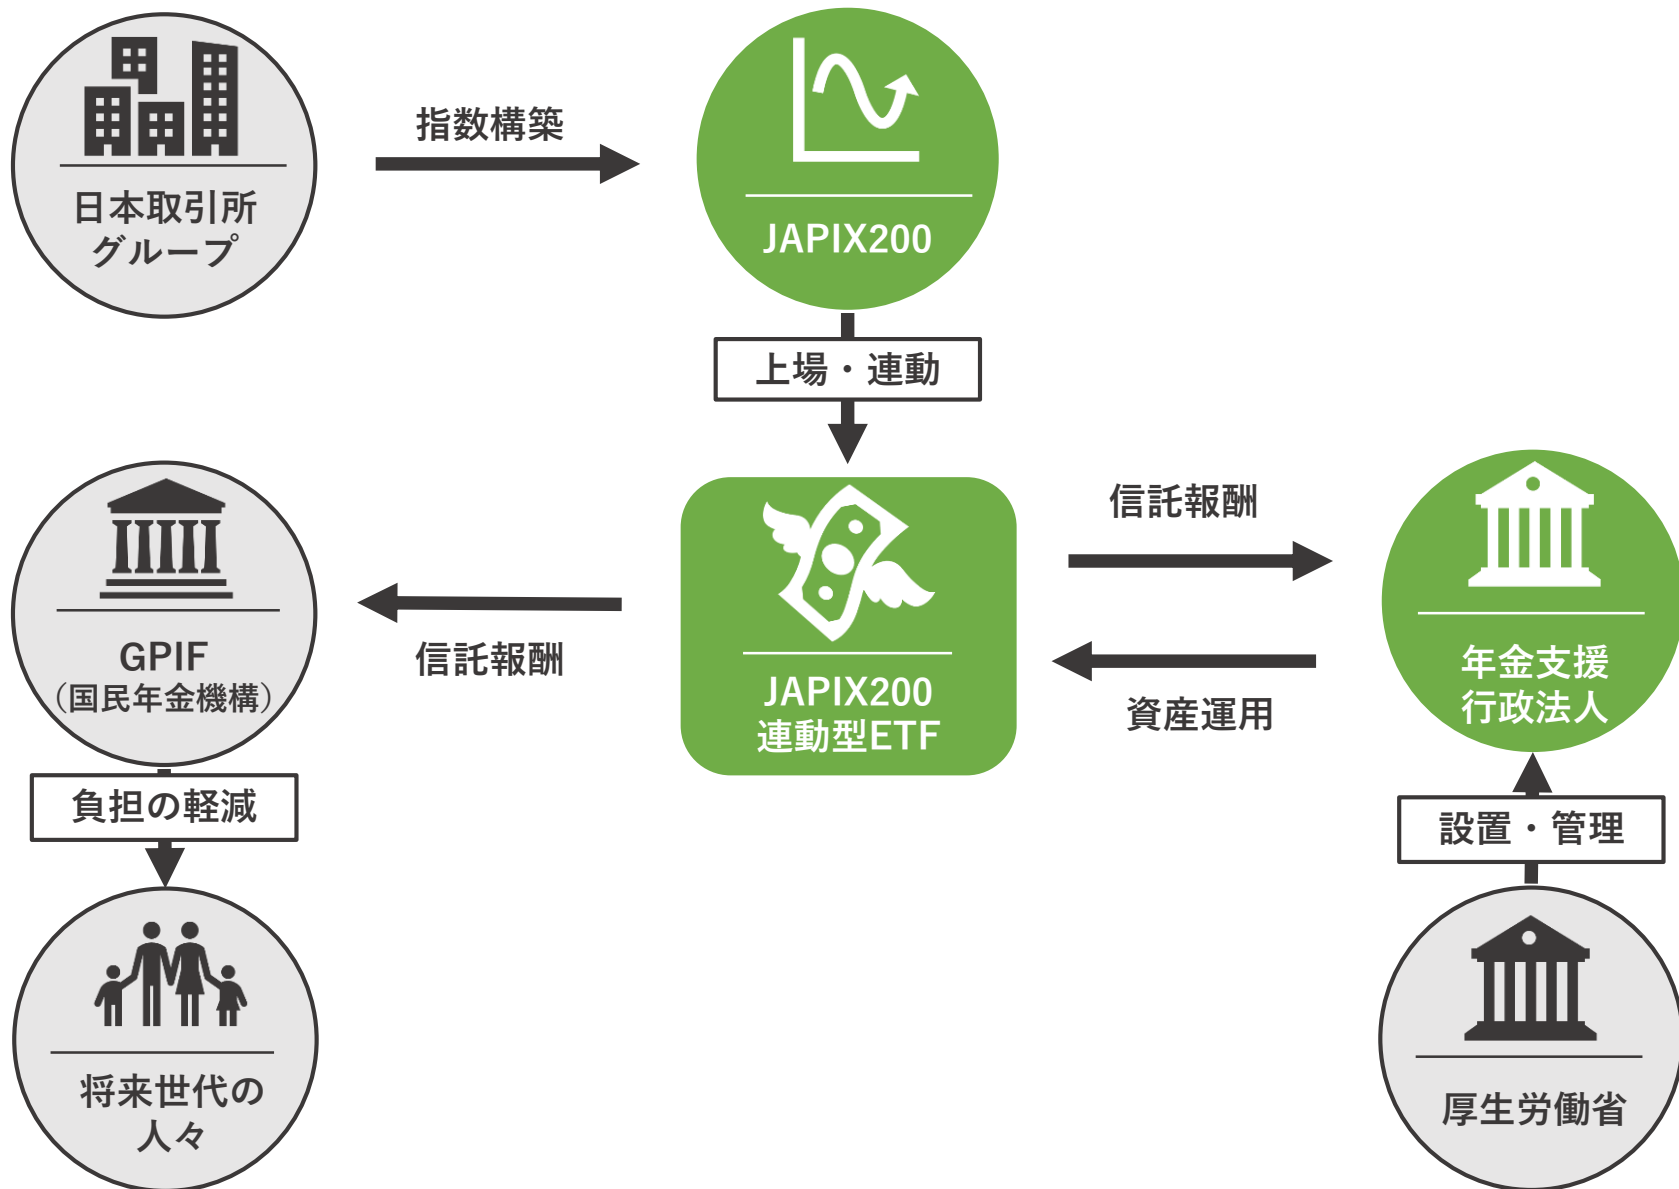 日本取引所
グループ
指数構築
JAPIX200
上場・連動
GPIF
（国民年金機構）
信託報酬
JAPIX200
連動型ETF
信託報酬
資産運用
年金支援
行政法人
負担の軽減
設置・管理
将来世代の
人々
厚生労働省